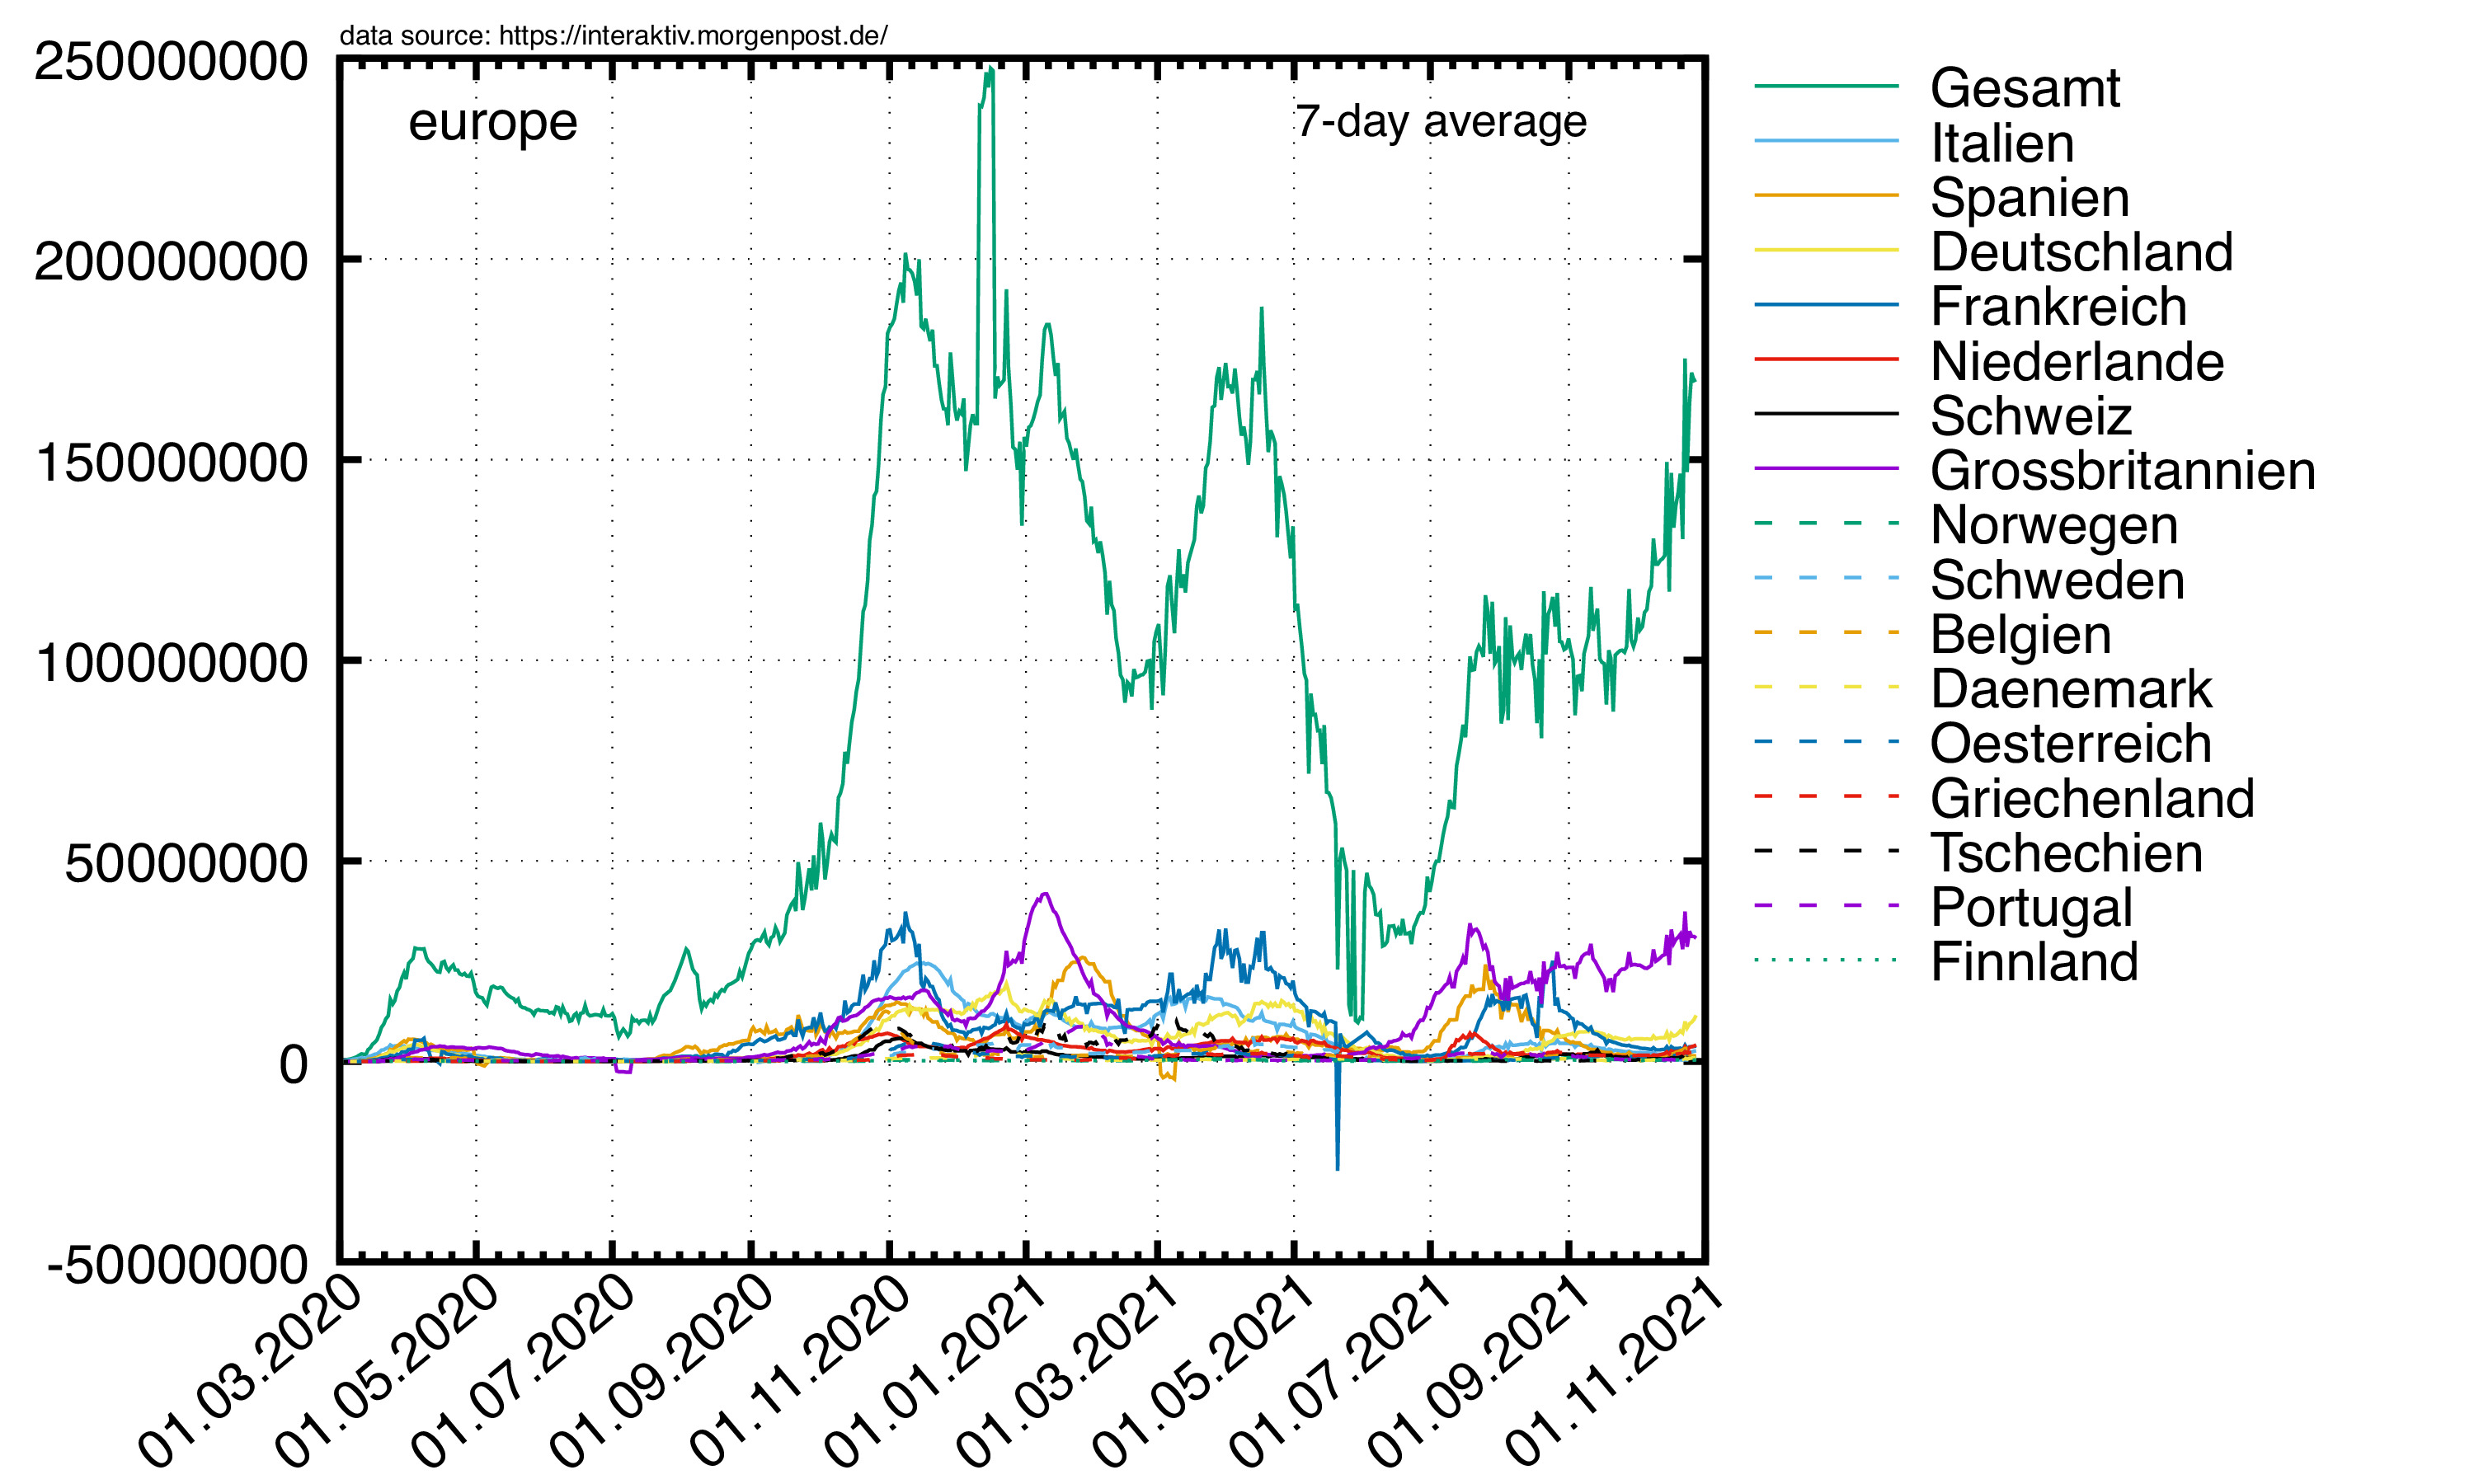 data source: https://interaktiv.morgenpost.de/
250000000
200000000
150000000
100000000
50000000
0
-50000000
europe
7-day average
01.03.2020
01.05.2020
01.07.2020
01.09.2020
01.11.2020
01.01.2021
01.03.2021
01.05.2021
01.07.2021
01.09.2021
01.11.2021
Gesamt
Italien
Spanien
Deutschland
Frankreich
Niederlande
Schweiz
Grossbritannien
Norwegen
Schweden
Belgien
Daenemark
Oesterreich
Griechenland
Tschechien
Portugal
Finnland